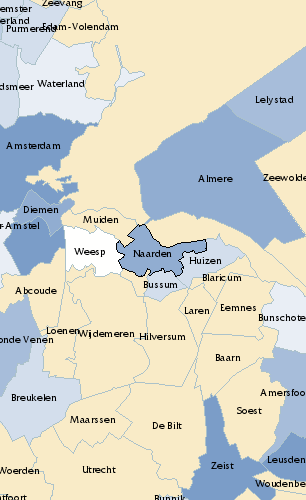 Zeevang
emster
erland
Purmerend
Edam-Volendam
dsmeer
Waterland
Lelystad
Amsterdam
Almere
Zeewolde
Diemen
r-Amstel
Muiden
Weesp
Naarden
Huizen
Bussum
Blaricum
Abcoude
Laren
Eemnes
Bunschote
Loenen
Wijdemeren
Hilversum
onde Venen
Baarn
Breukelen
Amersfoo
Soest
Maarssen
De Bilt
Leusden
Woerden
Utrecht
Zeist
Woudenbe
tfoort
Bunnik